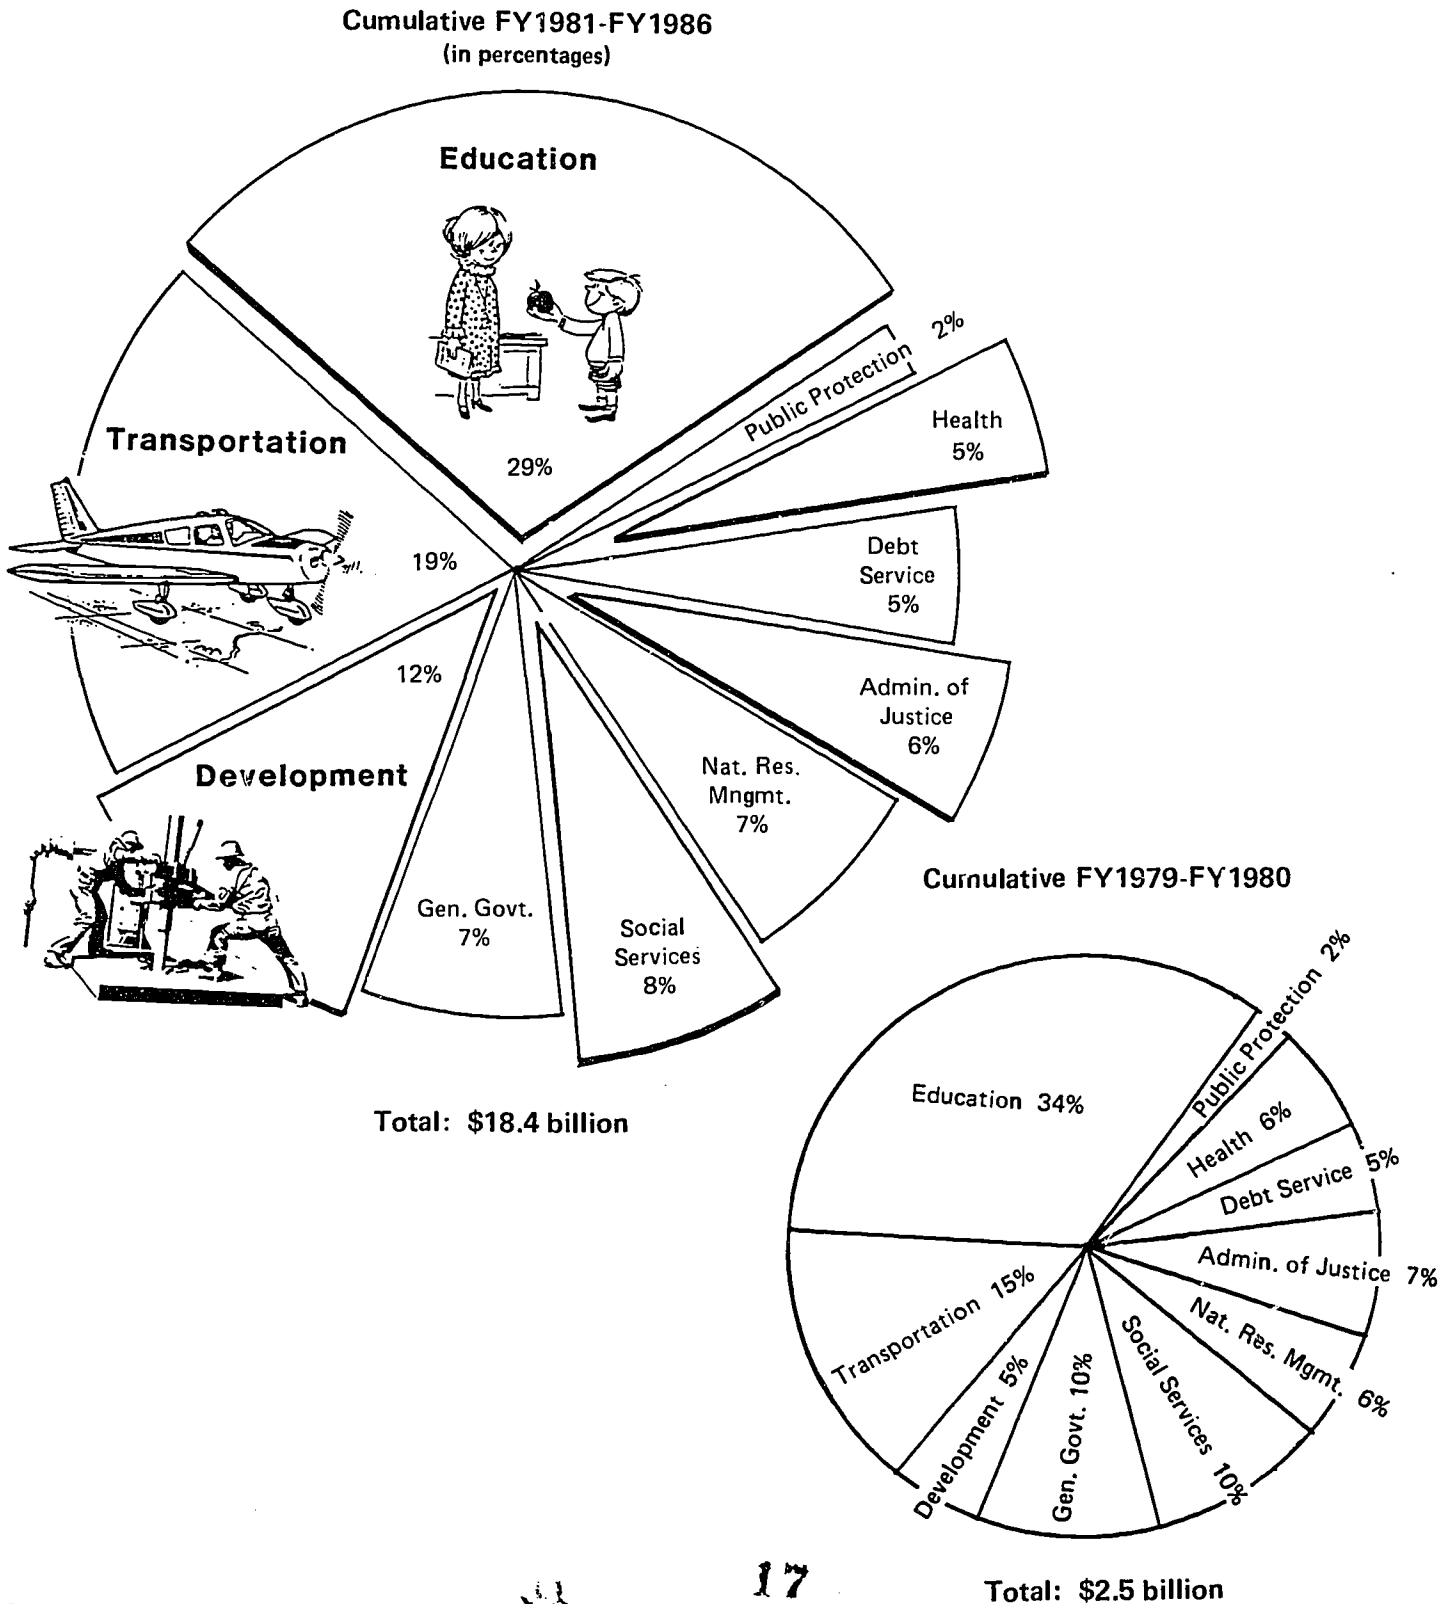 Cumulative FY1981-FY1986
(in percentages)
Education
29%
Public Protection 2%
Health
5%
Debt
Service
5%
Admin. of
Justice
6%
Nat. Res.
Mngmt.
7%
Social
Services
8%
Gen. Govt.
7%
Development
12%
Transportation
19%
Total: $18.4 billion
Cumulative FY1979-FY1980
Education 34%
Public Protection 2%
Health 6%
Debt Service 5%
Admin. of Justice 7%
Nat. Res. Mgmt. 6%
Social Services 10%
Gen. Govt. 10%
Development 5%
Transportation 15%
Total: $2.5 billion
17